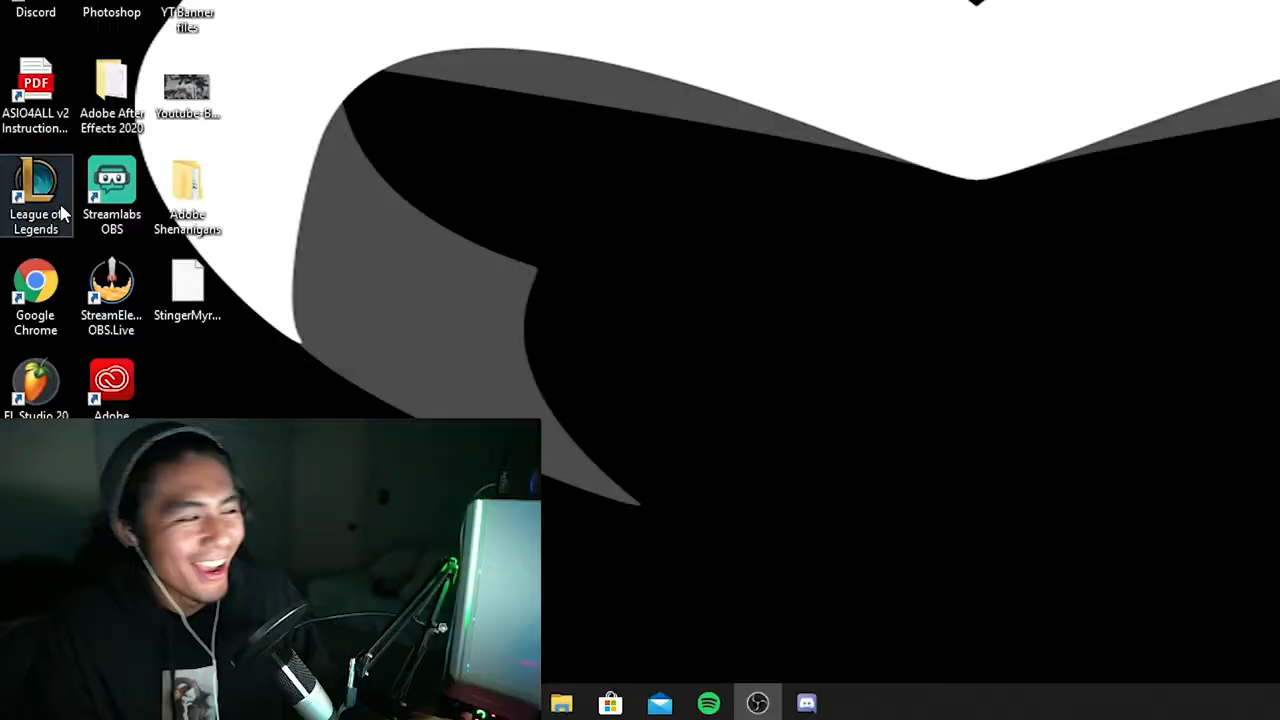 Discord
Photoshop
YT Banner
files
PDF
ASIO4ALL v2
Instruction...
Adobe After
Effects 2020
Youtube-B...
League of
Legends
Streamlabs
OBS
Adobe
Shenanigans
Google
Chrome
StreamEle...
OBS.Live
StingerMyr...
FL Studio 20
Adobe